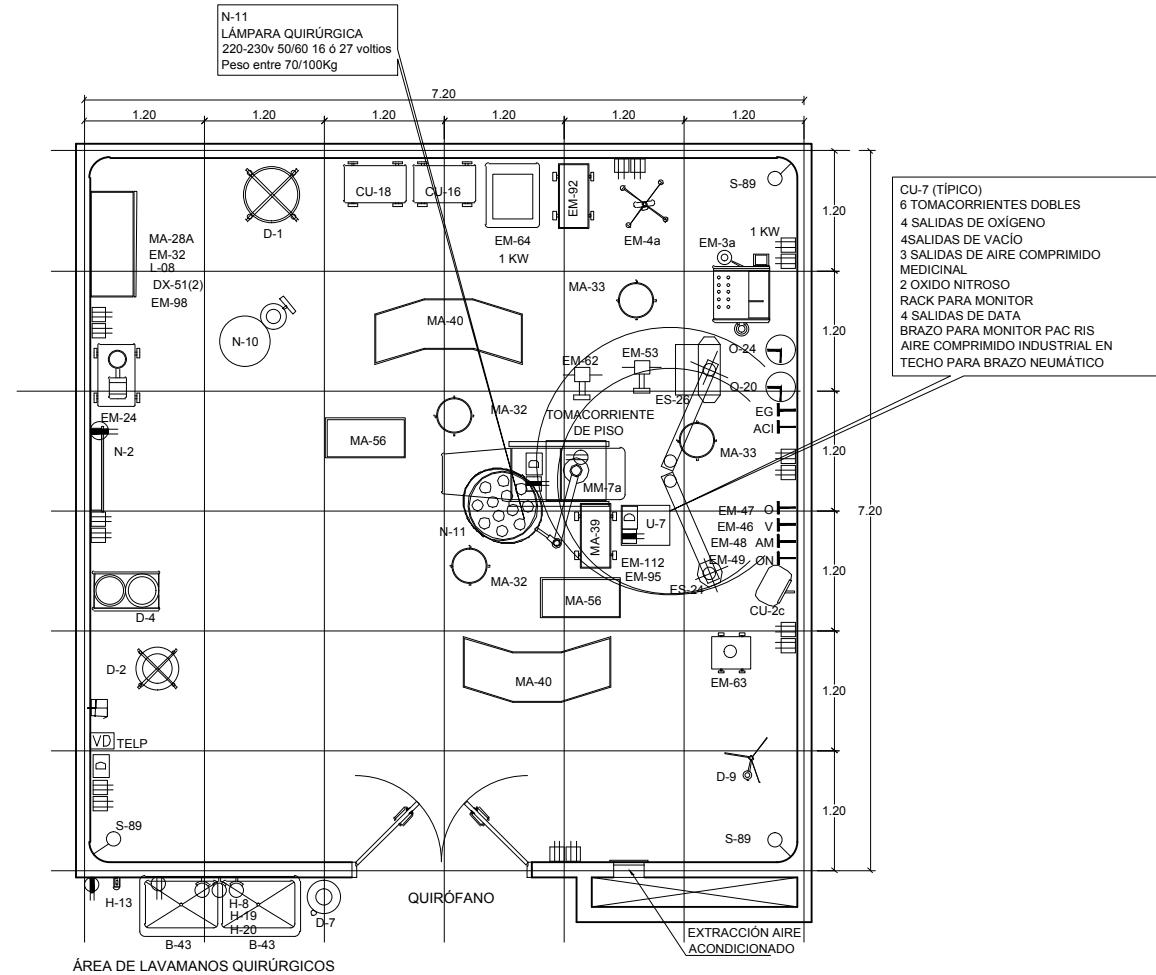 N-11
LÁMPARA QUIRÚRGICA
220-230v 50/60 16 ó 27 voltios
Peso entre 70/100Kg
7.20
1.20
1.20
1.20
1.20
1.20
1.20
CU-7 (TÍPICO)
6 TOMACORRIENTES DOBLES
4 SALIDAS DE OXÍGENO
4SALIDAS DE VACÍO
3 SALIDAS DE AIRE COMPRIMIDO
MEDICINAL
2 OXIDO NITROSO
RACK PARA MONITOR
4 SALIDAS DE DATA
BRAZO PARA MONITOR PAC RIS
AIRE COMPRIMIDO INDUSTRIAL EN
TECHO PARA BRAZO NEUMÁTICO
D-1
CU-18
CU-16
EM-64
1 KW
EM-92
EM-4a
S-89
1.20
MA-28A
EM-32
L-08
DX-51(2)
EM-98
EM-3a
1 KW
N-10
MA-40
MA-33
1.20
EM-62
EM-53
O-24
O-20
ES-26
EG
ACI
EM-24
N-2
MA-56
MA-32
TOMACORRIENTE
DE PISO
MA-33
1.20
MM-7a
7.20
N-11
MA-39
U-7
EM-47 O
EM-46 V
EM-48 AM
EM-49 ON
EM-112
EM-95
MA-32
MA-56
ES-24
CU-2c
1.20
D-4
D-2
MA-40
EM-63
1.20
VD TELP
D
D-9
1.20
S-89
S-89
H-13
H-8
H-19
H-20
D-7
B-43
B-43
QUIRÓFANO
EXTRACCIÓN AIRE
ACONDICIONADO
ÁREA DE LAVAMANOS QUIRÚRGICOS